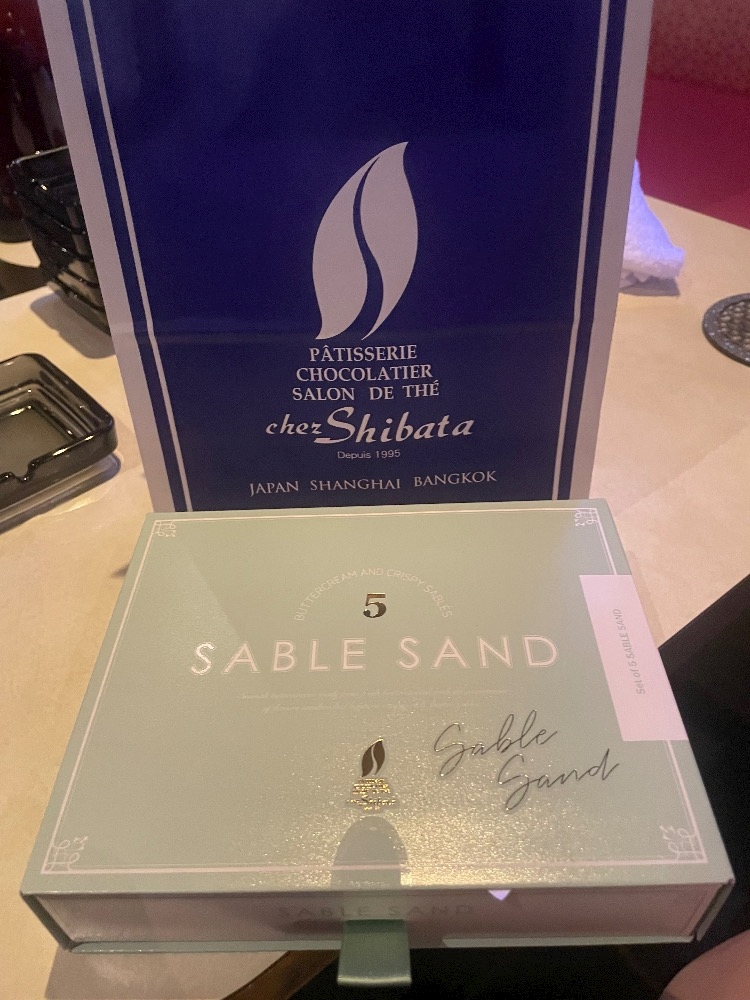 PÂTISSERIE
CHOCOLATIER
SALON DE THÉ
chez Shibata
Depuis 1995
JAPAN SHANGHAI BANGKOK
BUTTERCREAM AND CRISPY SABLES
5
SABLE SAND
Set of 5 SABLE SAND
Sable
Sand
SABLE SAND